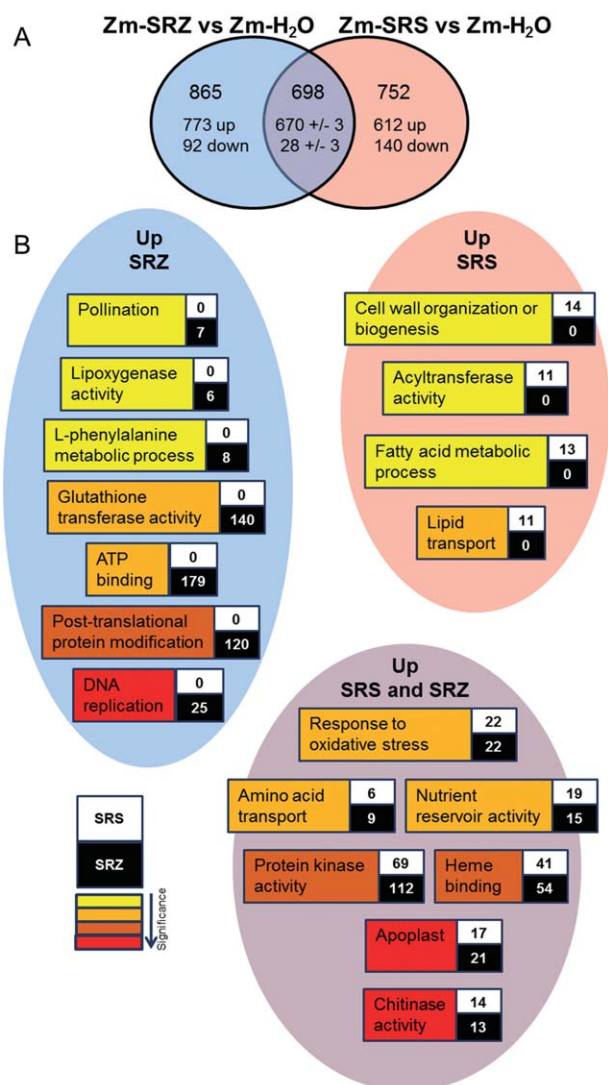 A
Zm-SRZ vs Zm-H₂O
Zm-SRS vs Zm-H₂O
865
698
752
773 up
670 +/- 3
612 up
92 down
28 +/- 3
140 down
B
Up
SRZ
Pollination
0
7
Lipoxygenase
activity
0
6
L-phenylalanine
metabolic process
0
8
Glutathione
transferase activity
0
140
ATP
binding
0
179
Post-translational
protein modification
0
120
DNA
replication
0
25
Up
SRS
Cell wall organization or
biogenesis
14
0
Acyltransferase
activity
11
0
Fatty acid metabolic
process
13
0
Lipid
transport
11
0
Up
SRS and SRZ
Response to
oxidative stress
22
22
Amino acid
transport
6
9
Nutrient
reservoir activity
19
15
Protein kinase
activity
69
112
Heme
binding
41
54
Apoplast
17
21
Chitinase
activity
14
13
SRS
SRZ
Significance